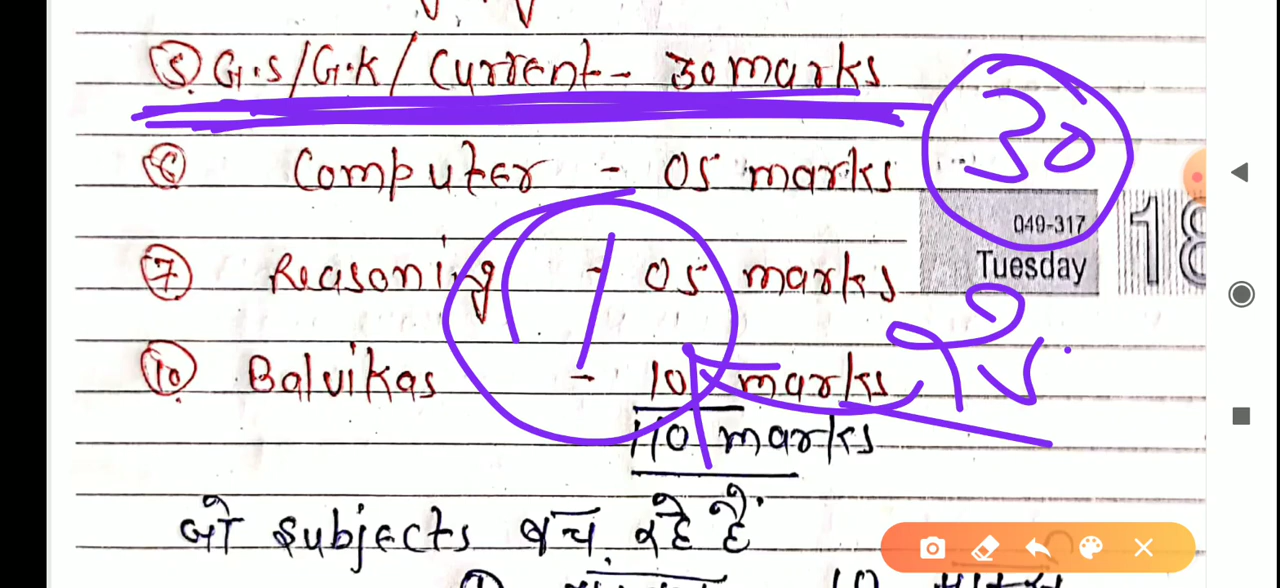 (5) G.S/G.K/Current - 30 marks
30
(6) Computer - 05 marks
049-317
18
Tuesday
(7) Reasoning - 05 marks
(10) Balvikas - 10 marks
110 marks
जो subjects बच रहे हैं